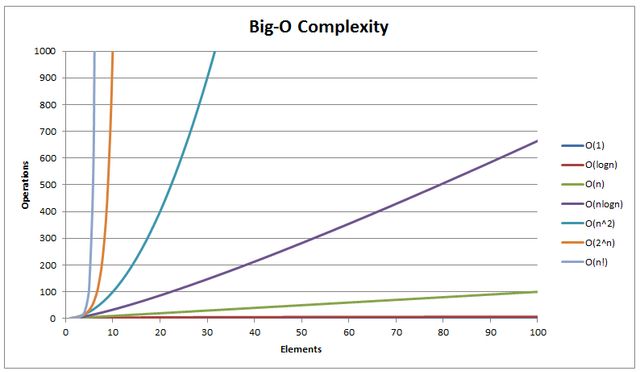 Big-O Complexity
Operations
1000
900
800
700
600
500
400
300
200
100
0
0 10 20 30 40 50 60 70 80 90 100
Elements
O(1)
O(logn)
O(n)
O(nlogn)
O(n^2)
O(2^n)
O(n!)